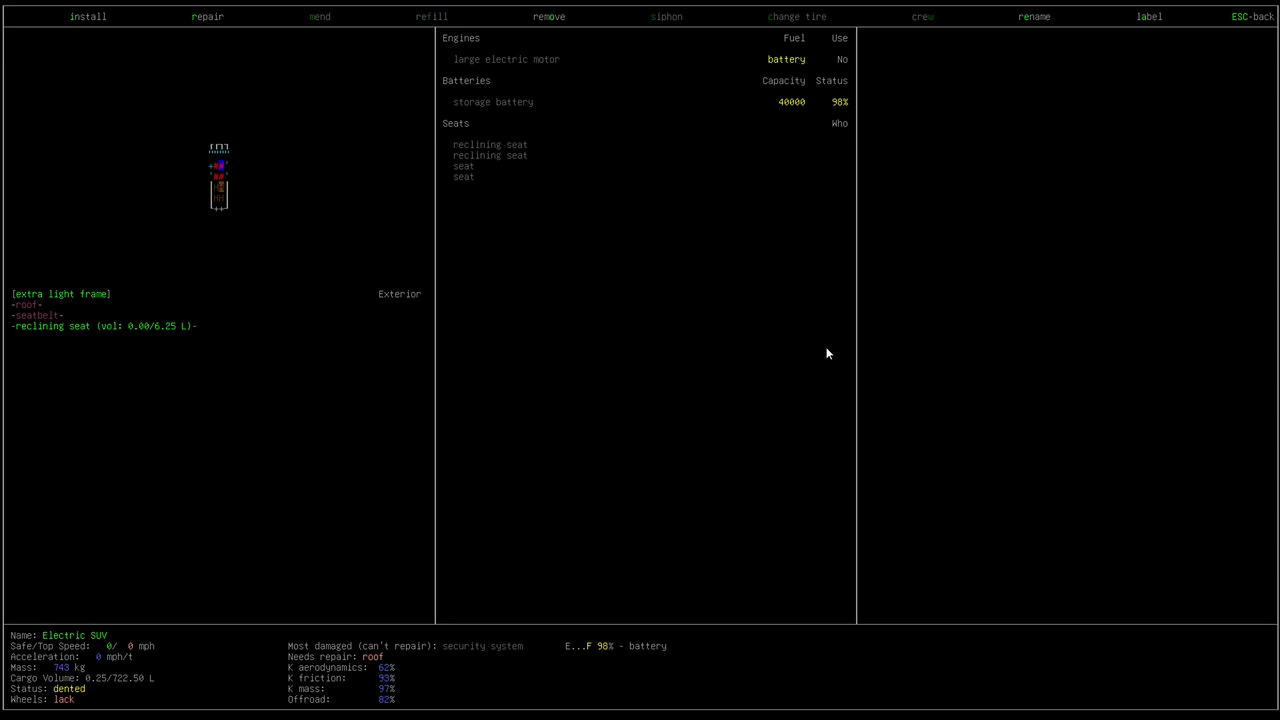 install repair mend refill remove siphon change tire crew rename label ESC-back
Engines Fuel Use
large electric motor battery No
Batteries Capacity Status
storage battery 40000 98%
Seats Who
reclining seat
reclining seat
seat
seat
[extra light frame] Exterior
-roof-
-seatbelt-
-reclining seat (vol: 0.00/6.25 L)-
Name: Electric SUV
Safe/Top Speed: 0/ 0 mph Most damaged (can't repair): security system E...F 98% - battery
Acceleration: 0 mph/t Needs repair: roof
Mass: 743 kg K aerodynamics: 62%
Cargo Volume: 0.25/722.50 L K friction: 93%
Status: dented K mass: 97%
Wheels: lack Offroad: 82%